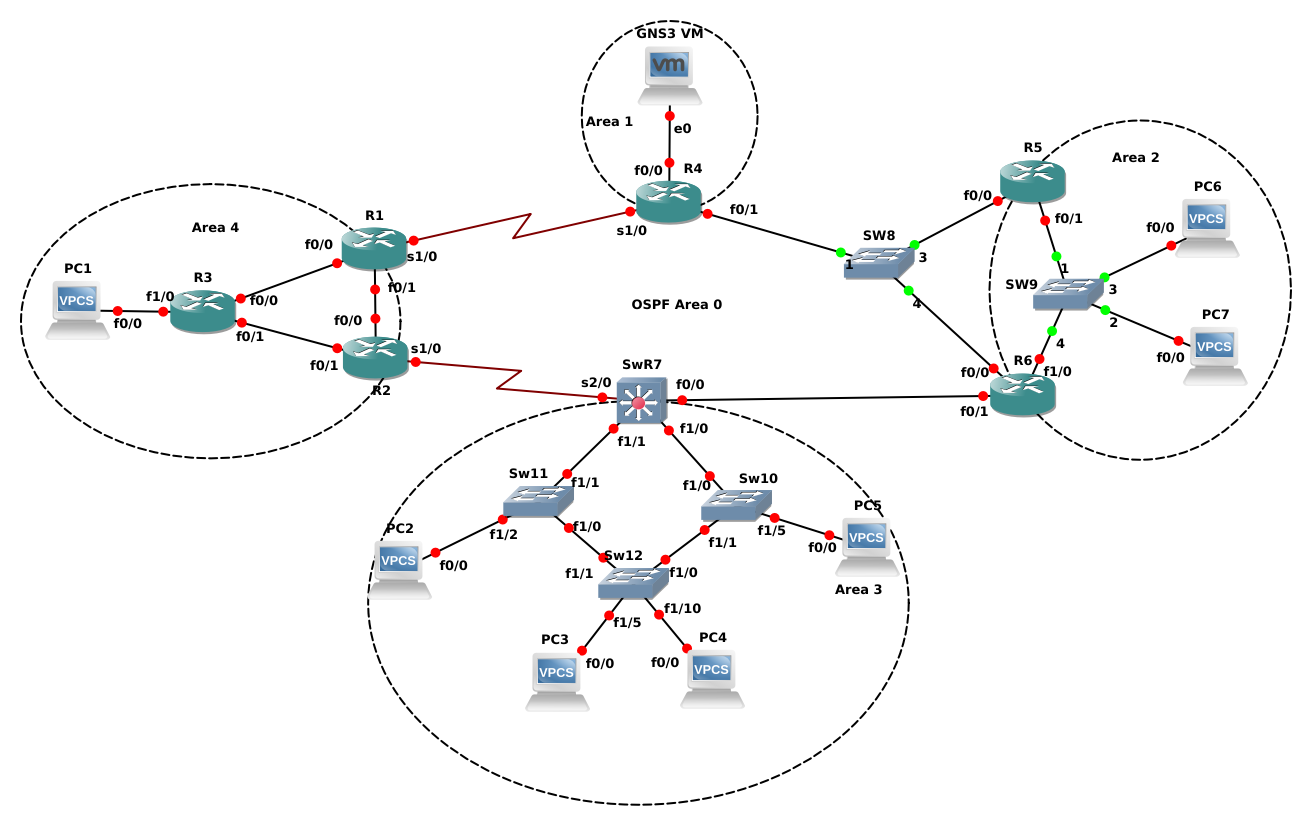 GNS3 VM
vm
Area 1
e0
f0/0
R4
s1/0
f0/1
R5
Area 2
f0/0
f0/1
PC6
f0/0
VPCS
SW8
1
3
4
SW9
1
3
2
4
PC7
VPCS
f0/0
R6
f0/0
f1/0
f0/1
Area 4
R1
f0/0
s1/0
f0/1
PC1
VPCS
f0/0
R3
f1/0
f0/0
f0/1
f0/0
f0/1
s1/0
R2
OSPF Area 0
SwR7
s2/0
f0/0
f1/1
f1/0
Sw11
f1/1
f1/2
f1/0
Sw10
f1/0
f1/1
f1/5
PC2
VPCS
f0/0
PC5
VPCS
f0/0
Area 3
Sw12
f1/1
f1/0
f1/5
f1/10
PC3
f0/0
VPCS
PC4
f0/0
VPCS